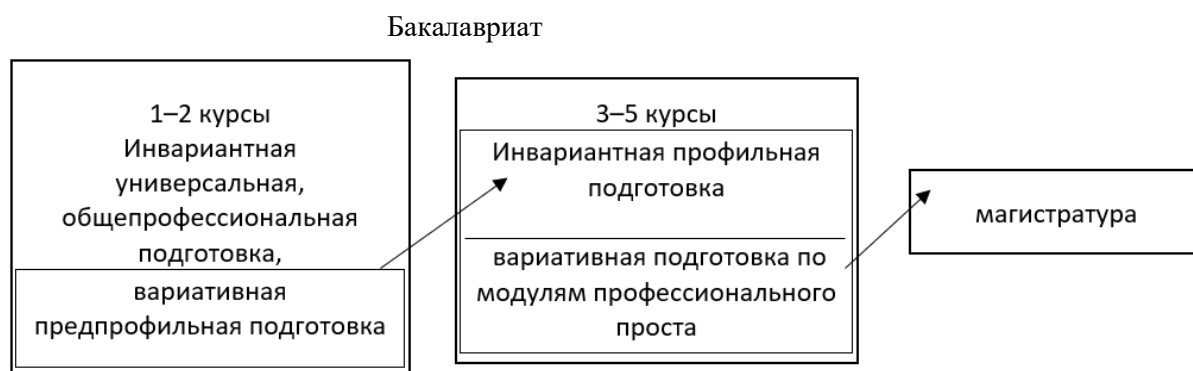 Бакалавриат
1–2 курсы
Инвариантная
универсальная,
общепрофессиональная
подготовка,
вариативная
предпрофильная подготовка
3–5 курсы
Инвариантная профильная
подготовка
вариативная подготовка по
модулям профессионального
проста
магистратура